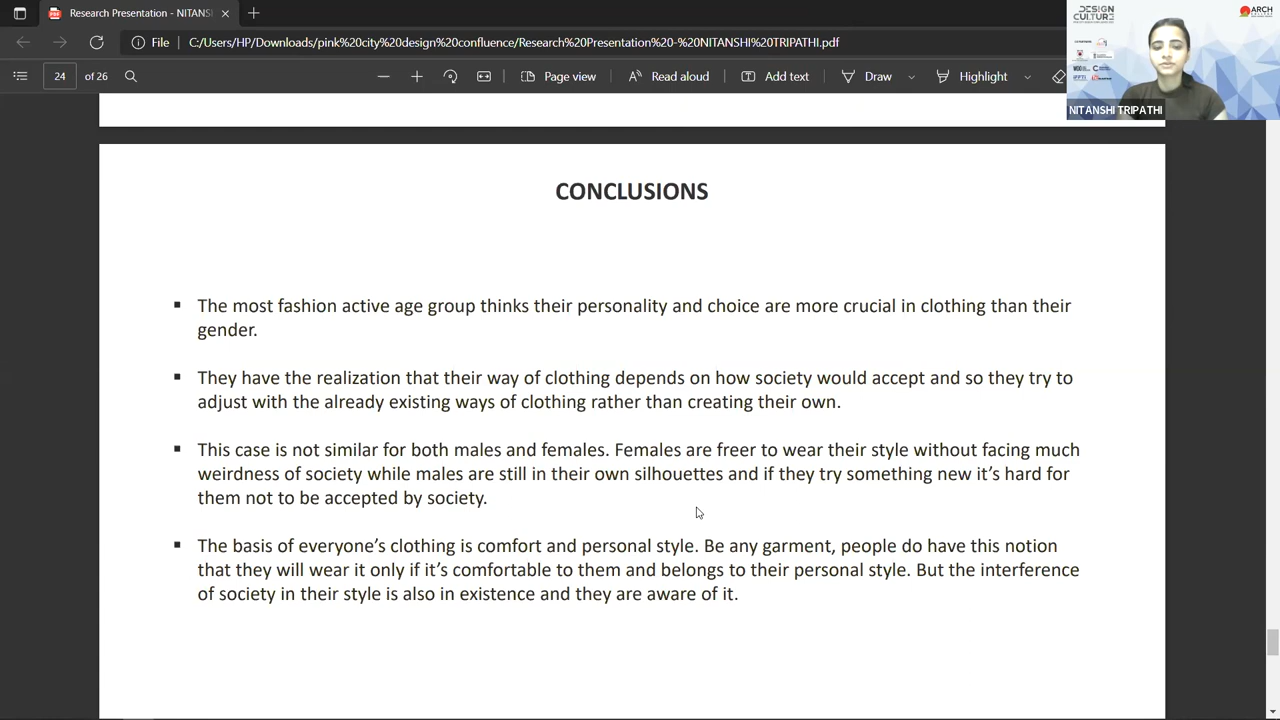 Research Presentation - NITANS
File
C:/Users/HP/Downloads/pink%20city%20design%20comfluence/Research%20Presentation%20-%20NITANSHI%20TRIPATHI.pdf
24 of 26
Page view
Read aloud
Add text
Draw
Highlight
DESIGN
CULTURE
ARCH
NITANSHI TRIPATHI
CONCLUSIONS
▪ The most fashion active age group thinks their personality and choice are more crucial in clothing than their
gender.
▪ They have the realization that their way of clothing depends on how society would accept and so they try to
adjust with the already existing ways of clothing rather than creating their own.
▪ This case is not similar for both males and females. Females are freer to wear their style without facing much
weirdness of society while males are still in their own silhouettes and if they try something new it's hard for
them not to be accepted by society.
▪ The basis of everyone's clothing is comfort and personal style. Be any garment, people do have this notion
that they will wear it only if it's comfortable to them and belongs to their personal style. But the interference
of society in their style is also in existence and they are aware of it.